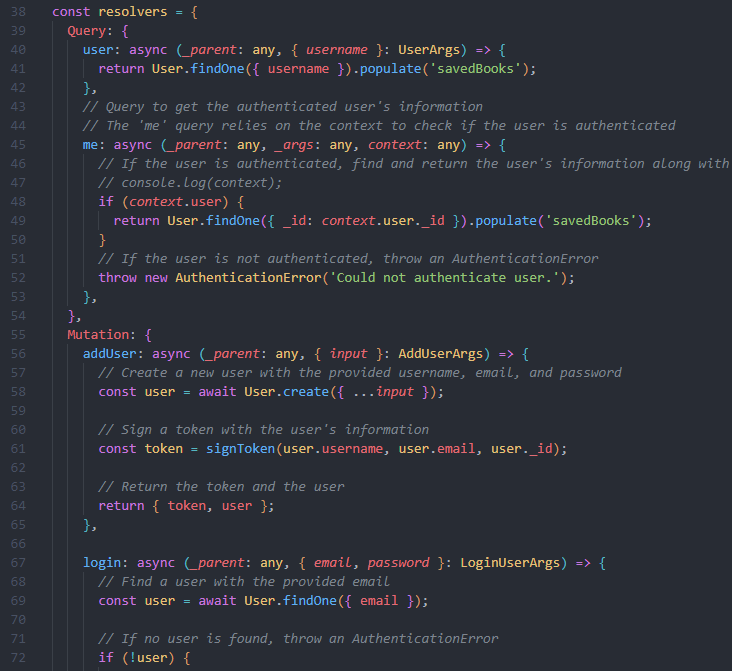 38 const resolvers = {
39 Query: {
40 user: async (_parent: any, { username }: UserArgs) => {
41 return User.findOne({ username }).populate('savedBooks');
42 },
43 // Query to get the authenticated user's information
44 // The 'me' query relies on the context to check if the user is authenticated
45 me: async (_parent: any, _args: any, context: any) => {
46 // If the user is authenticated, find and return the user's information along with
47 // console.log(context);
48 if (context.user) {
49 return User.findOne({ _id: context.user._id }).populate('savedBooks');
50 }
51 // If the user is not authenticated, throw an AuthenticationError
52 throw new AuthenticationError('Could not authenticate user.');
53 },
54 },
55 Mutation: {
56 addUser: async (_parent: any, { input }: AddUserArgs) => {
57 // Create a new user with the provided username, email, and password
58 const user = await User.create({ ...input });
59
60 // Sign a token with the user's information
61 const token = signToken(user.username, user.email, user._id);
62
63 // Return the token and the user
64 return { token, user };
65 },
66
67 login: async (_parent: any, { email, password }: LoginUserArgs) => {
68 // Find a user with the provided email
69 const user = await User.findOne({ email });
70
71 // If no user is found, throw an AuthenticationError
72 if (!user) {